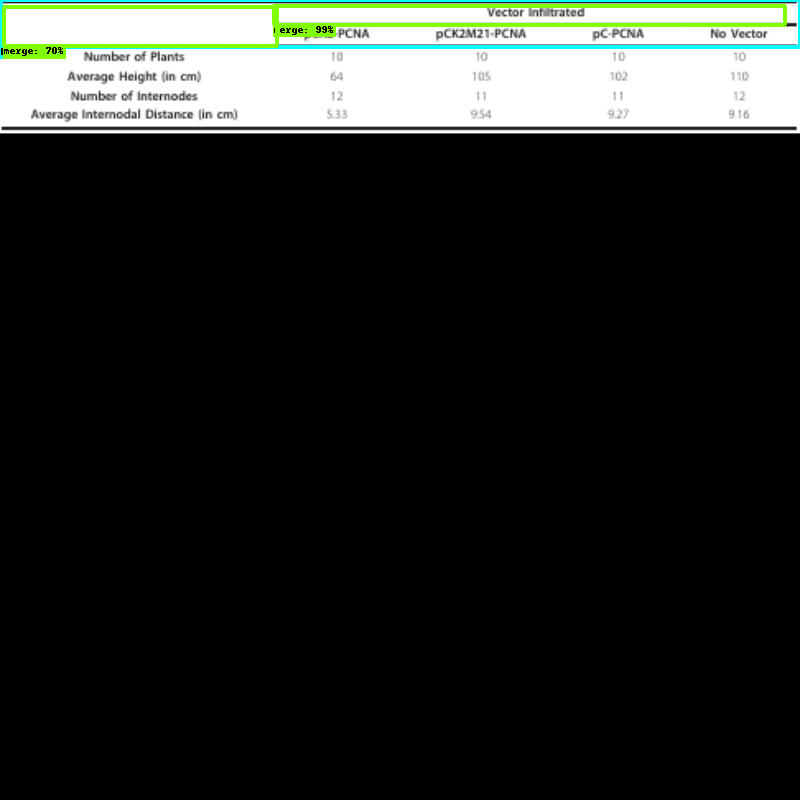 Vector Infiltrated
merge: 99%
-PCNA pCK2M21-PCNA pC-PCNA No Vector
merge: 70%
Number of Plants 10 10 10 10
Average Height (in cm) 64 105 102 110
Number of Internodes 12 11 11 12
Average Internodal Distance (in cm) 5.33 9.54 9.27 9.16